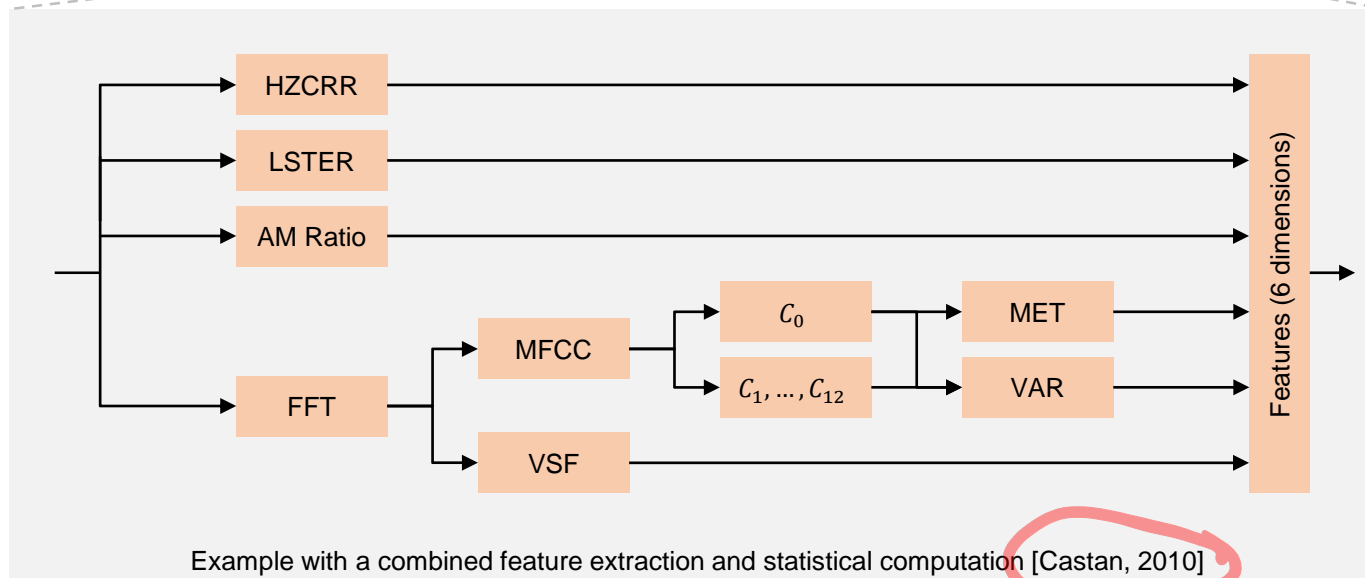 HZCRR
LSTER
AM Ratio
FFT
MFCC
VSF
C₀
C₁, …, C₁₂
MET
VAR
Features (6 dimensions)
Example with a combined feature extraction and statistical computation [Castan, 2010]